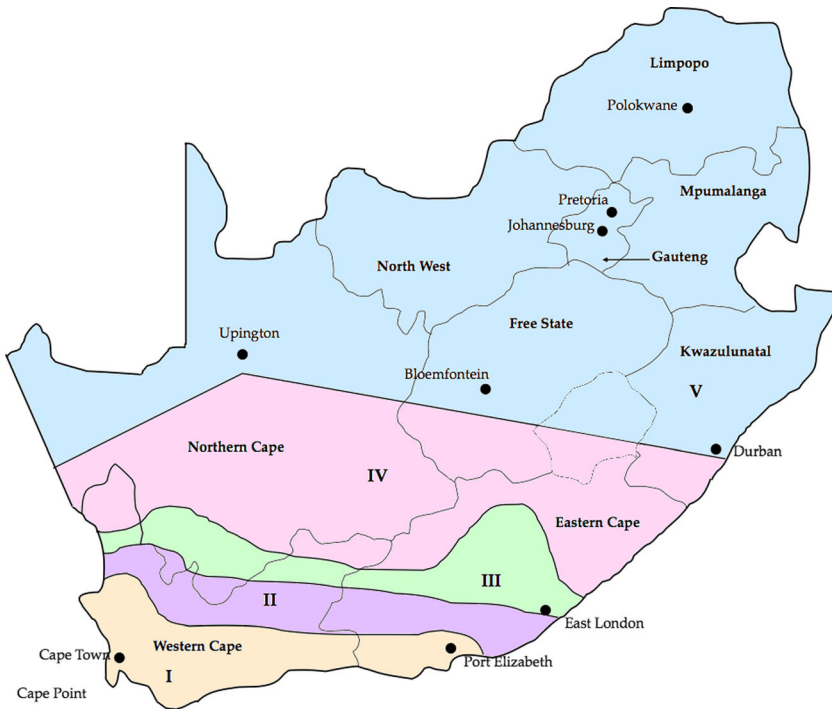 Limpopo
Polokwane
Mpumalanga
Pretoria
Johannesburg
Gauteng
North West
Free State
Upington
Kwazulunatal
Bloemfontein
V
Durban
Northern Cape
IV
Eastern Cape
III
II
East London
Western Cape
Cape Town
Port Elizabeth
I
Cape Point